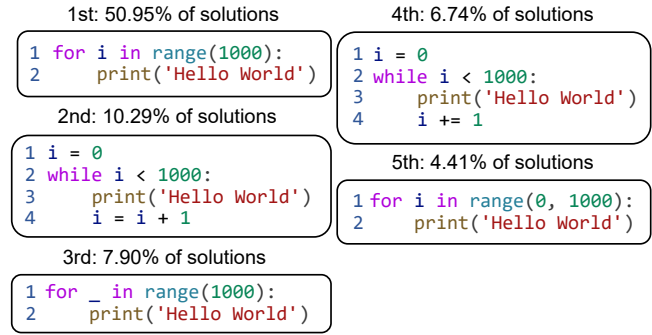 1st: 50.95% of solutions
1 for i in range(1000):
2     print('Hello World')
2nd: 10.29% of solutions
1 i = 0
2 while i < 1000:
3     print('Hello World')
4     i = i + 1
3rd: 7.90% of solutions
1 for _ in range(1000):
2     print('Hello World')
4th: 6.74% of solutions
1 i = 0
2 while i < 1000:
3     print('Hello World')
4     i += 1
5th: 4.41% of solutions
1 for i in range(0, 1000):
2     print('Hello World')